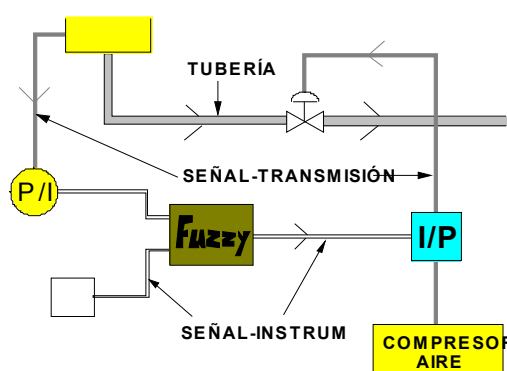 TUBERÍA
SEÑAL-TRANSMISIÓN
P/I
Fuzzy
I/P
SEÑAL-INSTRUM
COMPRESOR
AIRE